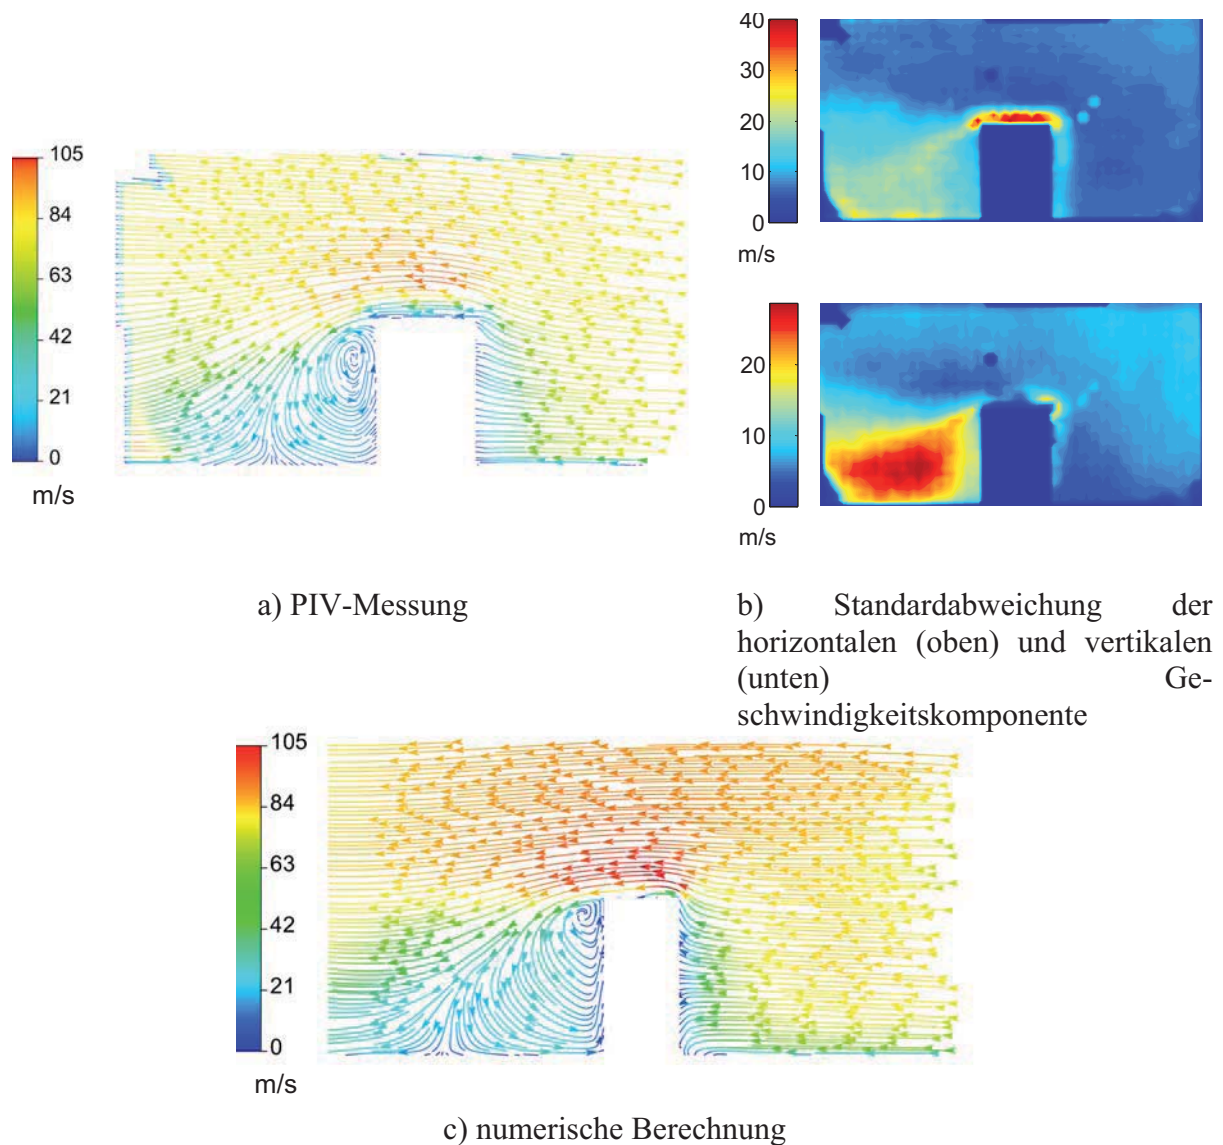 105
84
63
42
21
0
m/s
40
30
20
10
0
m/s
20
10
0
m/s
a) PIV-Messung
b) Standardabweichung der
horizontalen (oben) und vertikalen
(unten) Ge-
schwindigkeitskomponente
105
84
63
42
21
0
m/s
c) numerische Berechnung